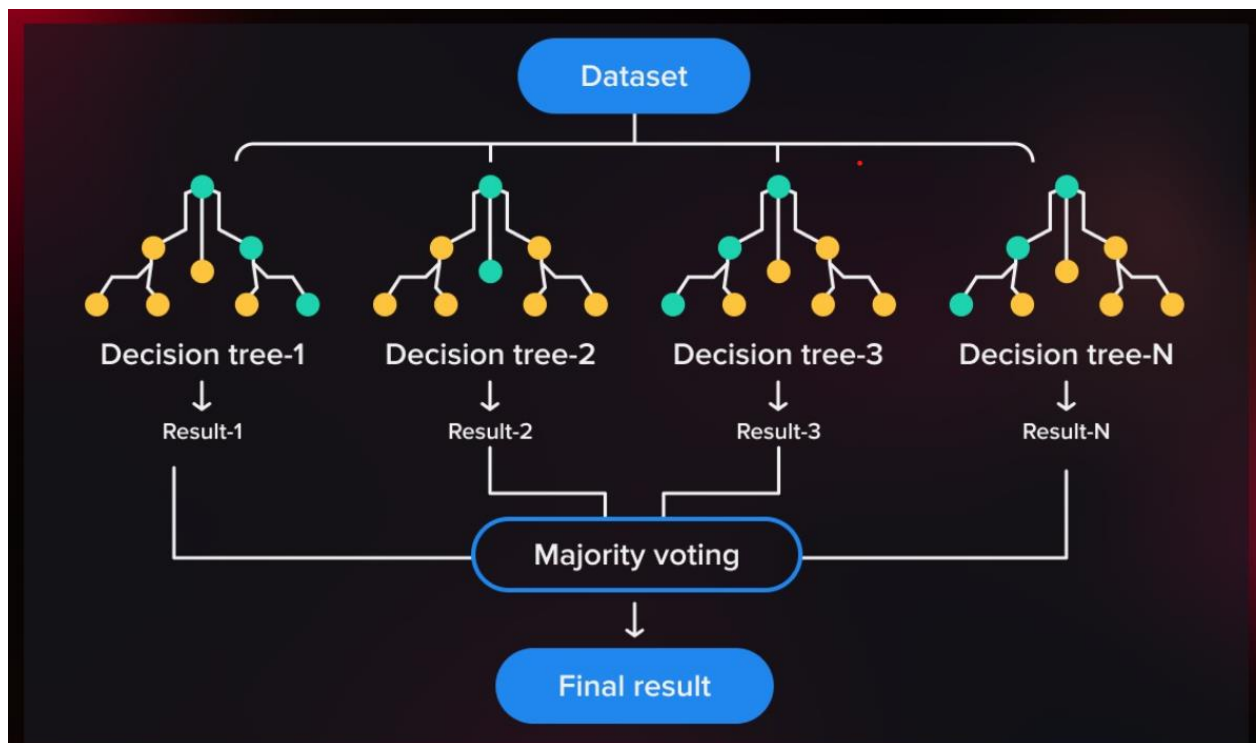 Dataset
Decision tree-1
Decision tree-2
Decision tree-3
Decision tree-N
Result-1
Result-2
Result-3
Result-N
Majority voting
Final result